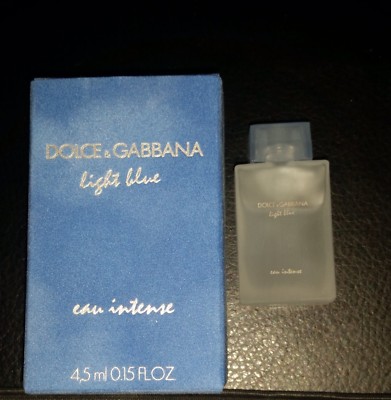 DOLCE & GABBANA
light blue
eau intense
4,5 ml 0.15 FL.OZ
DOLCE & GABBANA
light blue
eau intense